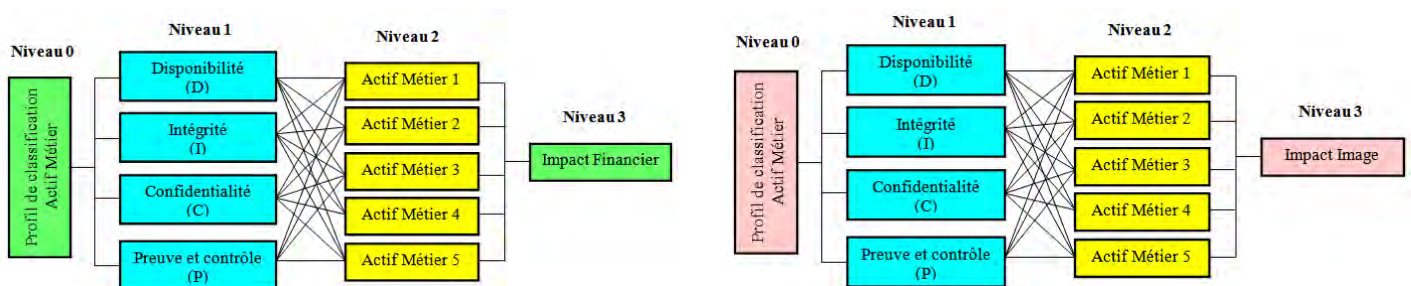 Niveau 0
Profil de classification
Actif Métier
Niveau 1
Disponibilité
(D)
Intégrité
(I)
Confidentialité
(C)
Preuve et contrôle
(P)
Niveau 2
Actif Métier 1
Actif Métier 2
Actif Métier 3
Actif Métier 4
Actif Métier 5
Niveau 3
Impact Financier
Niveau 0
Profil de classification
Actif Métier
Niveau 1
Disponibilité
(D)
Intégrité
(I)
Confidentialité
(C)
Preuve et contrôle
(P)
Niveau 2
Actif Métier 1
Actif Métier 2
Actif Métier 3
Actif Métier 4
Actif Métier 5
Niveau 3
Impact Image